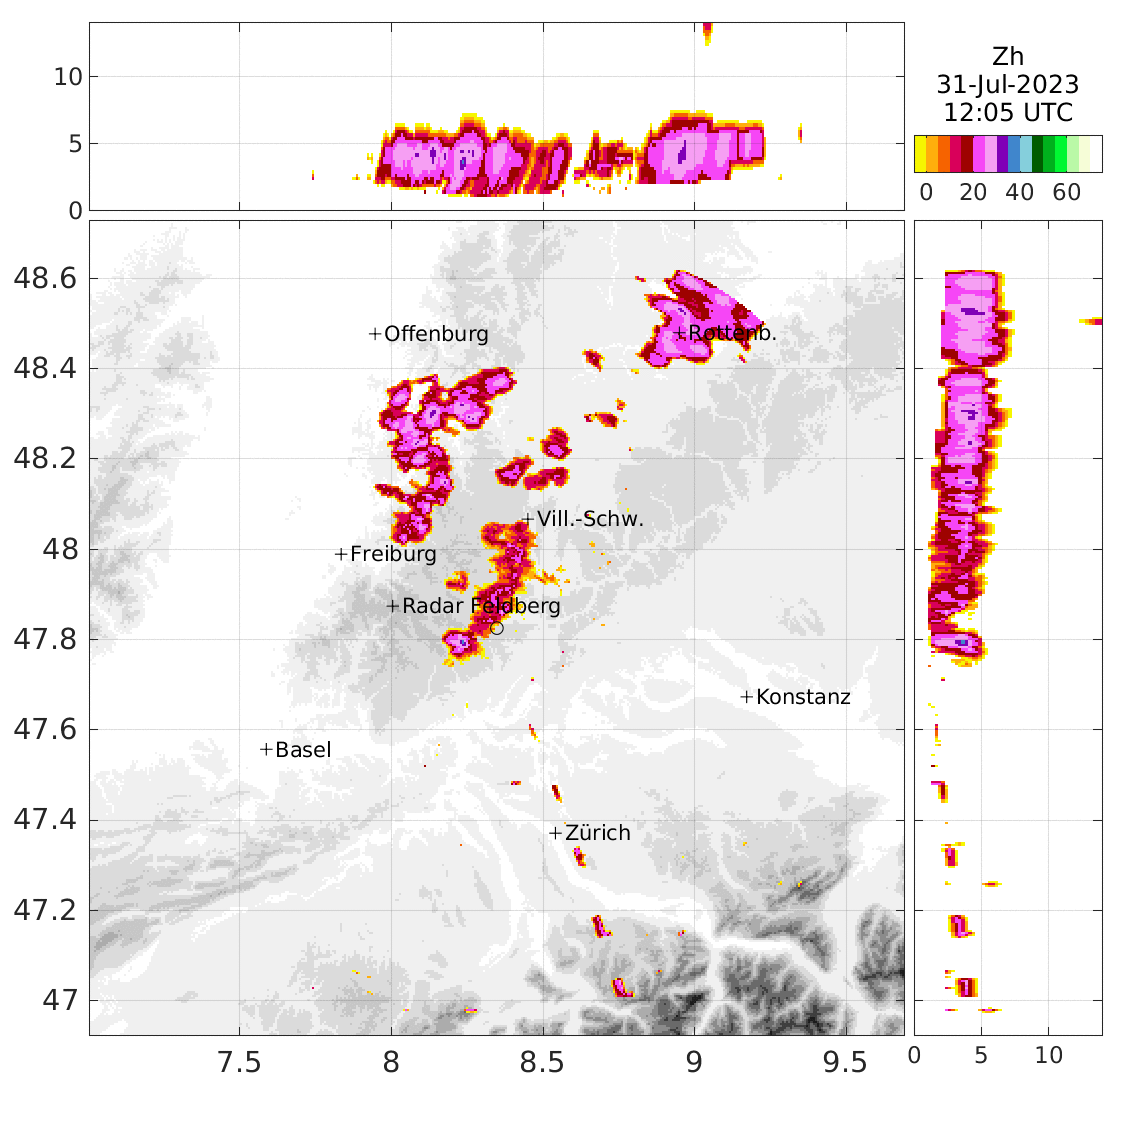 10
5
0
Zh
31-Jul-2023
12:05 UTC
0 20 40 60
48.6
48.4
48.2
48
47.8
47.6
47.4
47.2
47
+Offenburg
+Rottenb.
+Vill.-Schw.
+Freiburg
+Radar Feldberg
+Konstanz
+Basel
+Zürich
7.5 8 8.5 9 9.5
0 5 10